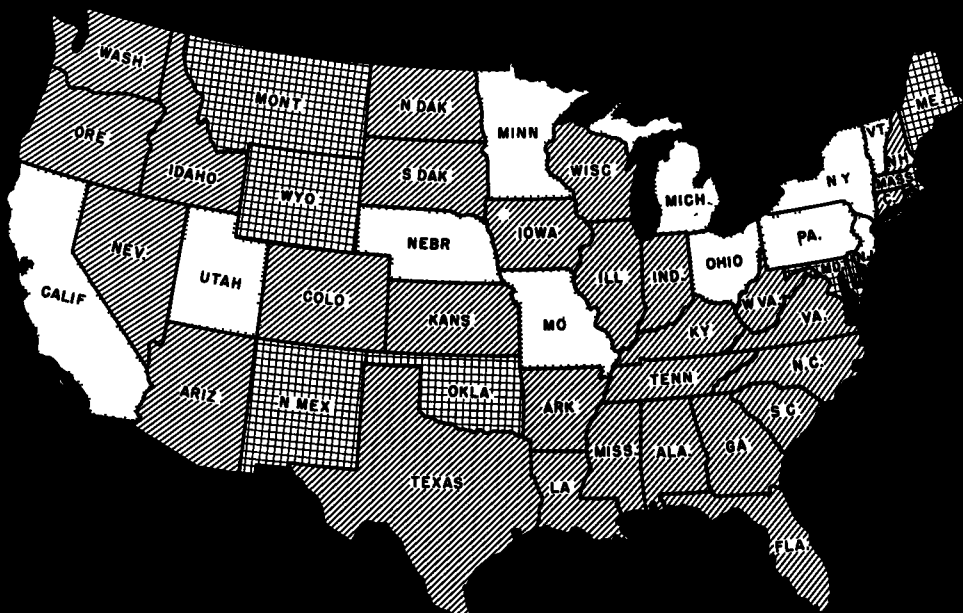 WASH.
MONT.
N DAK.
MINN
ME.
VT.
N.H.
ORE.
IDAHO
WYO.
S DAK.
WISC.
MICH.
N Y
MASS.
NEV.
UTAH
COLO.
NEBR
IOWA
ILL.
IND.
OHIO
PA.
N.J.
MD.
CALIF
KANS.
MO.
KY.
W VA.
VA.
ARIZ.
N MEX.
OKLA.
ARK.
TENN.
N.C.
S.C.
TEXAS
LA.
MISS.
ALA.
GA.
FLA.